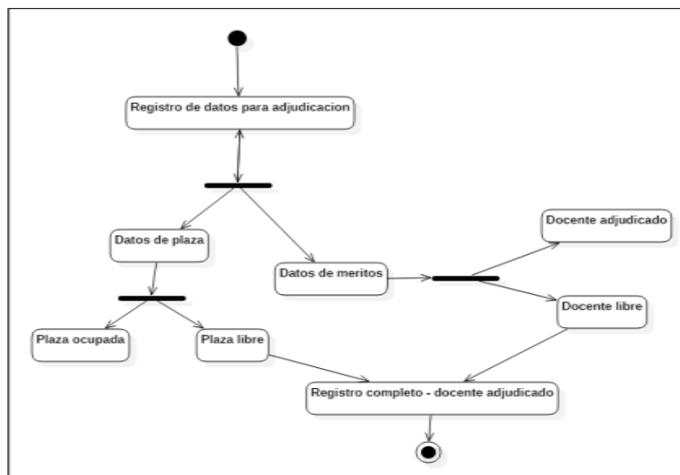 Registro de datos para adjudicacion
Docente adjudicado
Datos de plaza
Datos de meritos
Docente libre
Plaza ocupada
Plaza libre
Registro completo - docente adjudicado